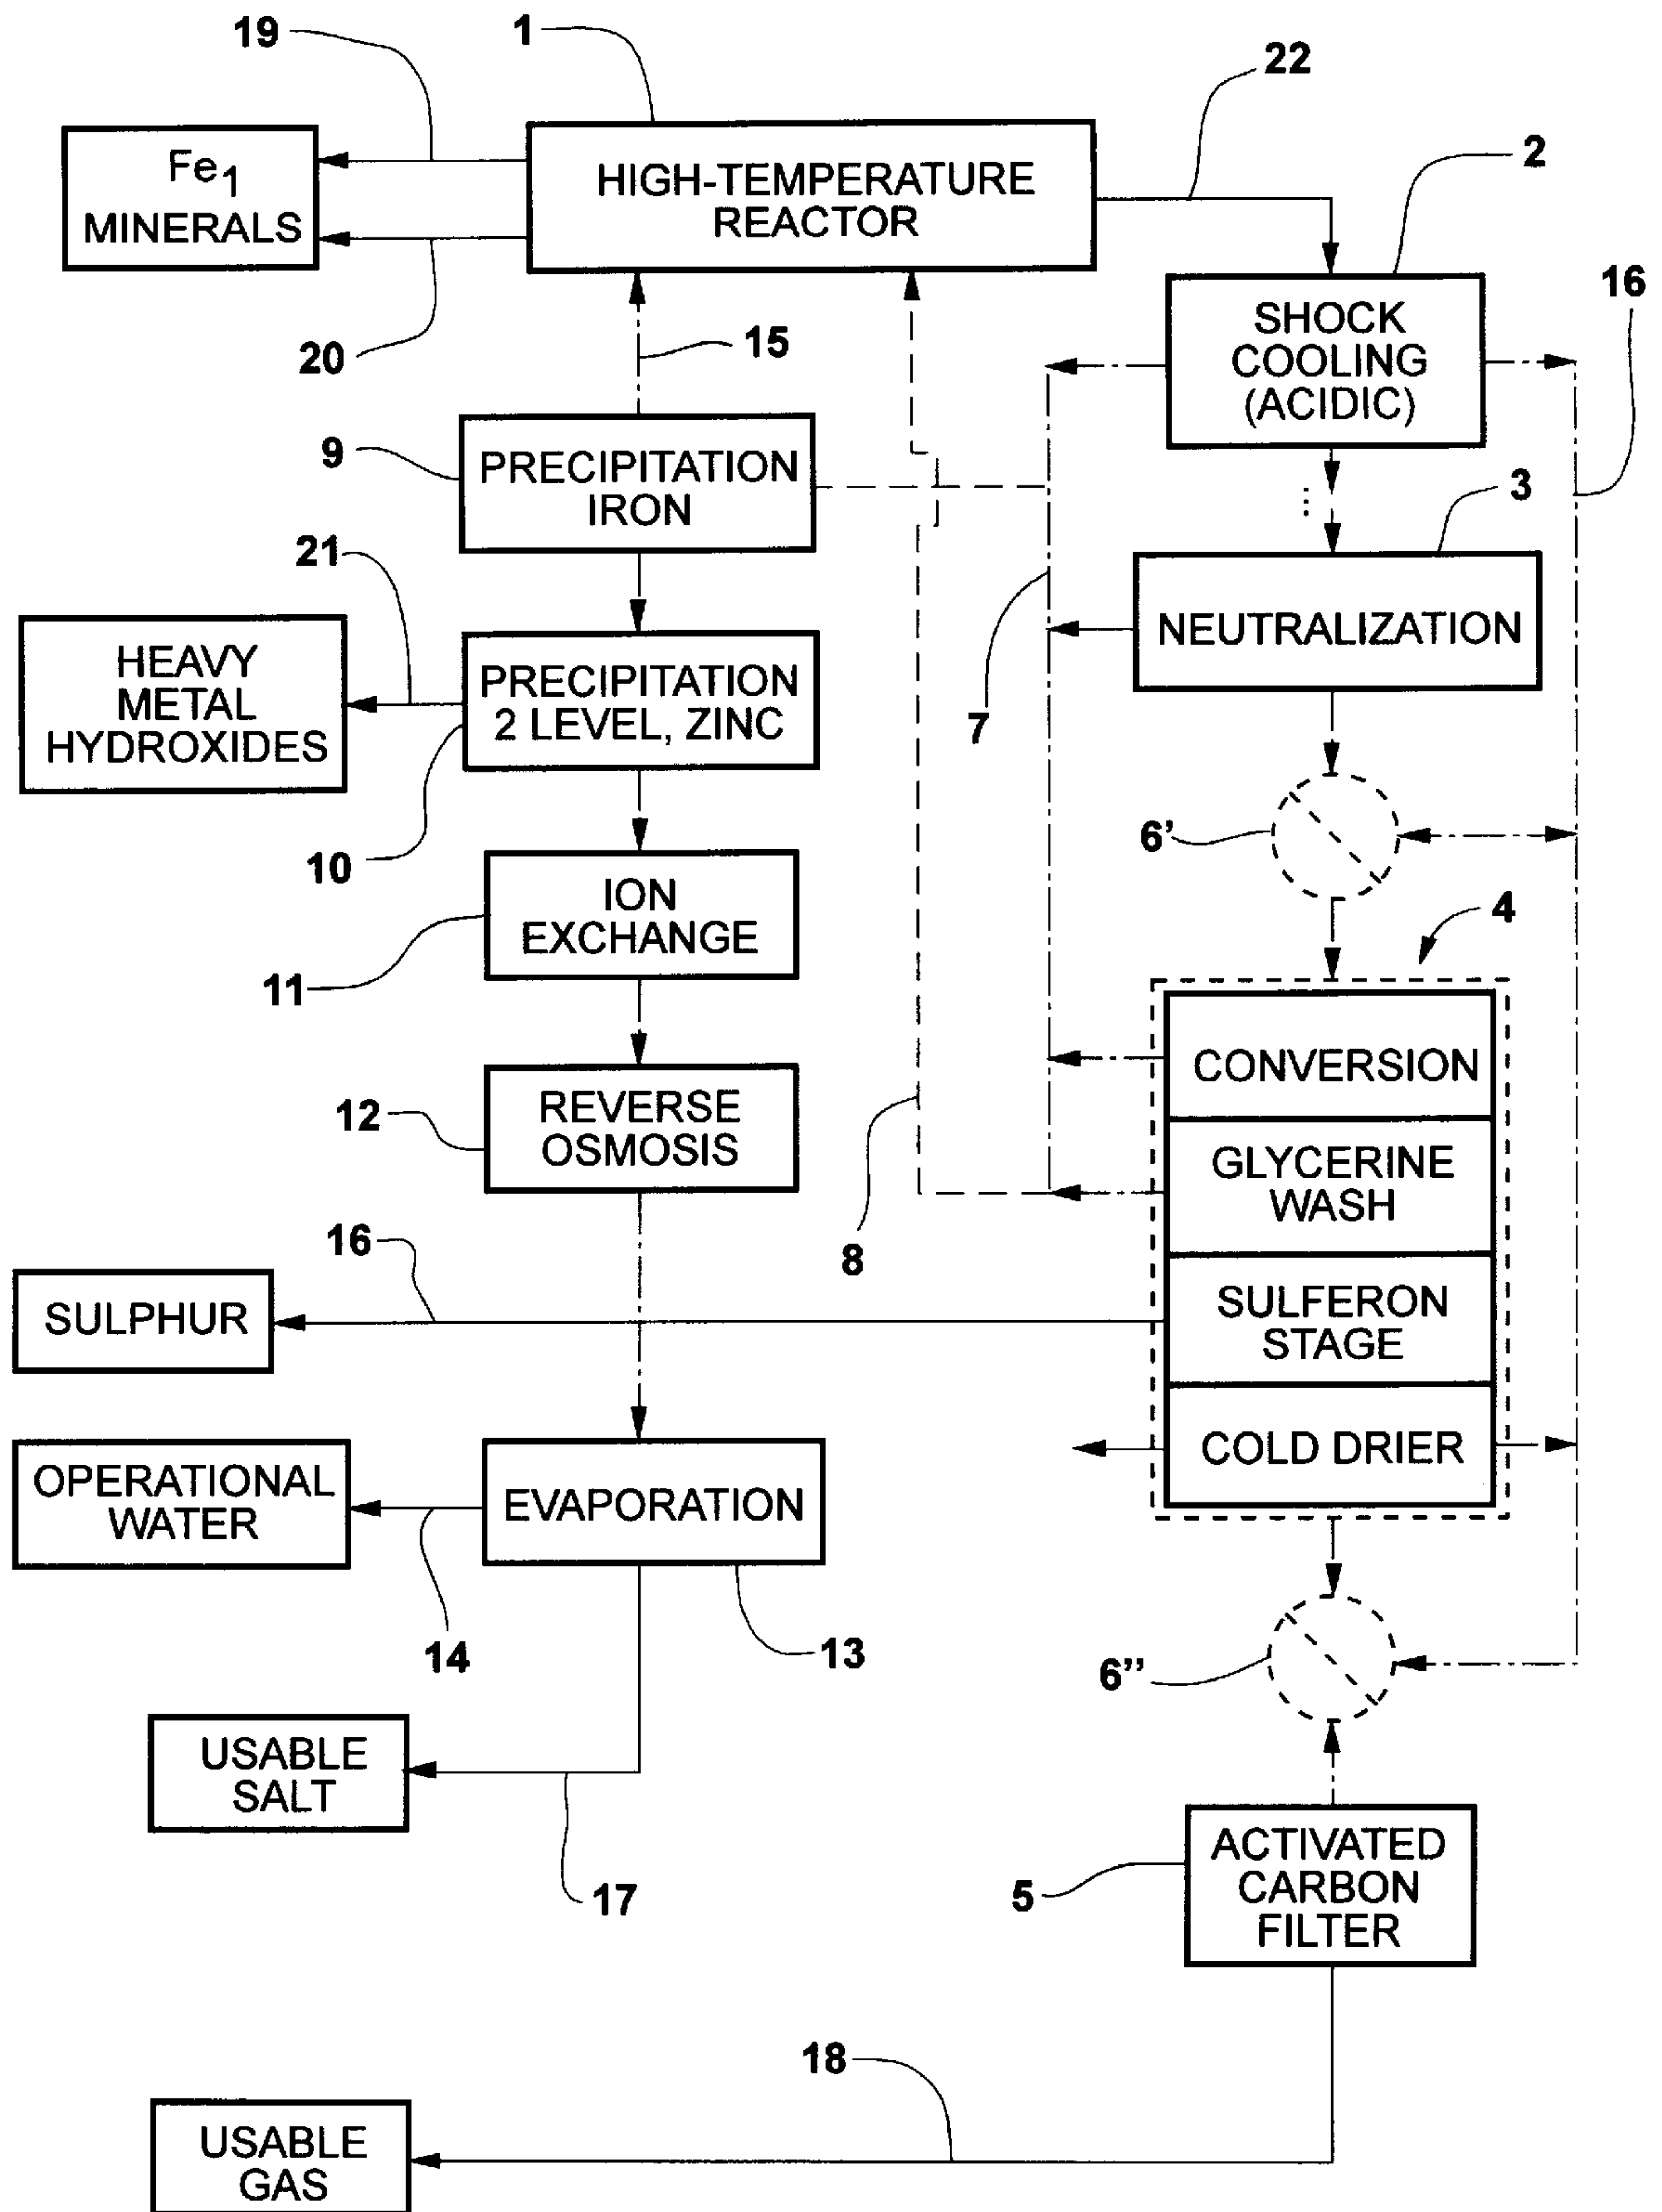 19
1
22
Fe1
MINERALS
HIGH-TEMPERATURE
REACTOR
2
20
15
SHOCK
COOLING
(ACIDIC)
16
9
PRECIPITATION
IRON
3
21
7
NEUTRALIZATION
HEAVY
METAL
HYDROXIDES
PRECIPITATION
2 LEVEL, ZINC
10
6’
ION
EXCHANGE
4
11
CONVERSION
12
REVERSE
OSMOSIS
GLYCERINE
WASH
16
8
SULPHUR
SULFERON
STAGE
OPERATIONAL
WATER
EVAPORATION
COLD DRIER
14
13
6’’
USABLE
SALT
17
5
ACTIVATED
CARBON
FILTER
18
USABLE
GAS